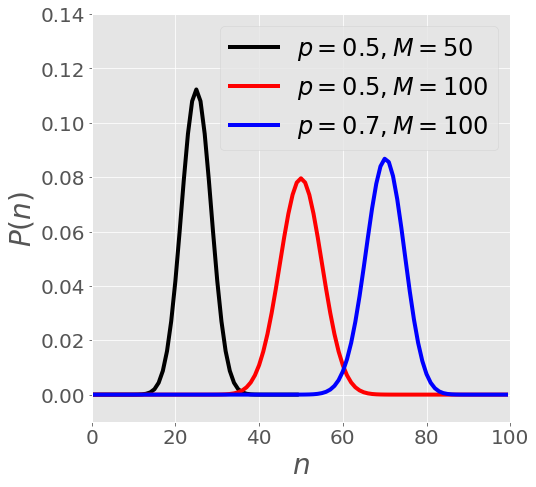 0.14
0.12
0.10
0.08
0.06
0.04
0.02
0.00
P(n)
p = 0.5, M = 50
p = 0.5, M = 100
p = 0.7, M = 100
0 20 40 60 80 100
n